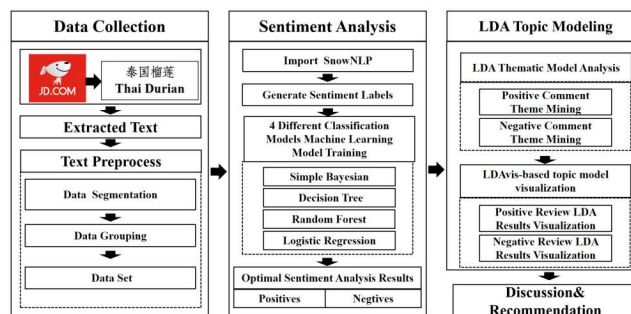 Data Collection
JD.COM
泰国榴莲
Thai Durian
Extracted Text
Text Preprocess
Data Segmentation
Data Grouping
Data Set
Sentiment Analysis
Import SnowNLP
Generate Sentiment Labels
4 Different Classification
Models Machine Learning
Model Training
Simple Bayesian
Decision Tree
Random Forest
Logistic Regression
Optimal Sentiment Analysis Results
Positives
Negtives
LDA Topic Modeling
LDA Thematic Model Analysis
Positive Comment
Theme Mining
Negative Comment
Theme Mining
LDAvis-based topic model
visualization
Positive Review LDA
Results Visualization
Negative Review LDA
Results Visualization
Discussion&
Recommendation